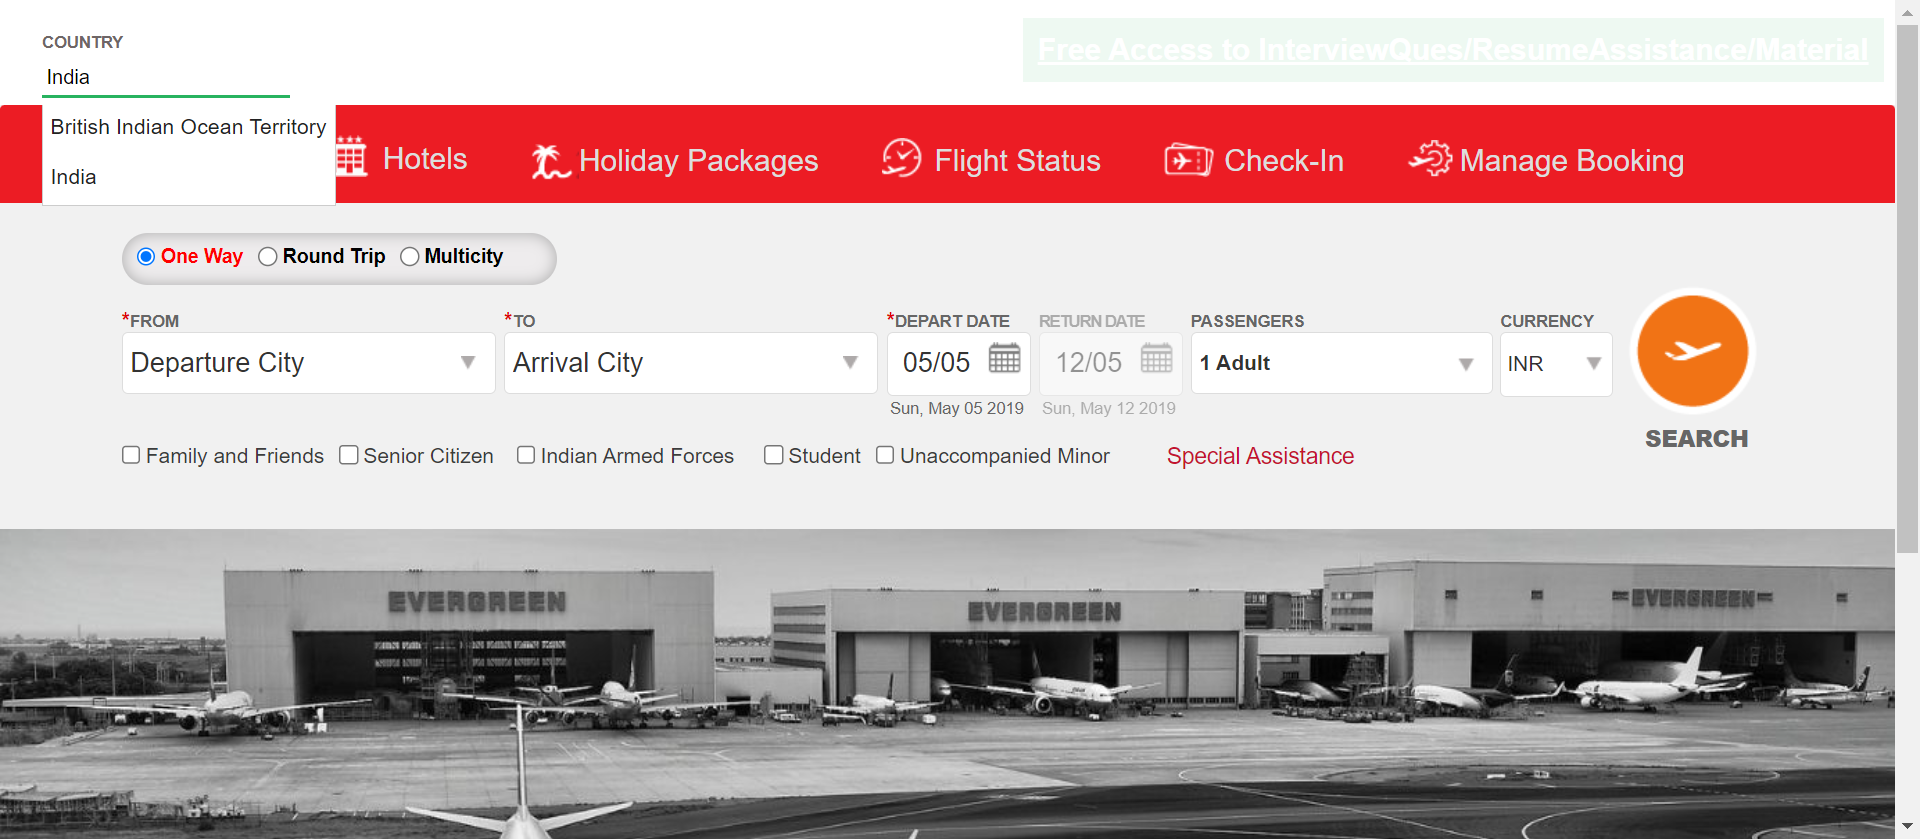 COUNTRY
India
Free Access to InterviewQues/ResumeAssistance/Material
British Indian Ocean Territory
India
Hotels
Holiday Packages
Flight Status
Check-In
Manage Booking
One Way
Round Trip
Multicity
*FROM
*TO
*DEPART DATE
RETURN DATE
PASSENGERS
CURRENCY
Departure City
Arrival City
05/05
12/05
1 Adult
INR
Sun, May 05 2019
Sun, May 12 2019
SEARCH
Family and Friends
Senior Citizen
Indian Armed Forces
Student
Unaccompanied Minor
Special Assistance
EVERGREEN
EVERGREEN
EVERGREEN